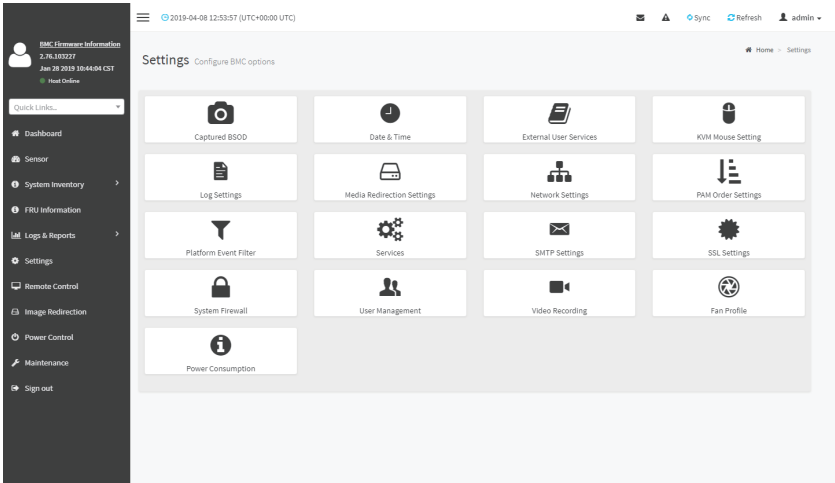 2019-04-08 12:53:57 (UTC+00:00 UTC)
Sync
Refresh
admin
BMC Firmware Information
2.76.103227
Jan 28 2019 10:44:04 CST
Host Online
Quick Links..
Dashboard
Sensor
System Inventory
FRU Information
Logs & Reports
Settings
Remote Control
Image Redirection
Power Control
Maintenance
Sign out
Settings Configure BMC options
Home > Settings
Captured BSOD
Date & Time
External User Services
KVM Mouse Setting
Log Settings
Media Redirection Settings
Network Settings
PAM Order Settings
Platform Event Filter
Services
SMTP Settings
SSL Settings
System Firewall
User Management
Video Recording
Fan Profile
Power Consumption